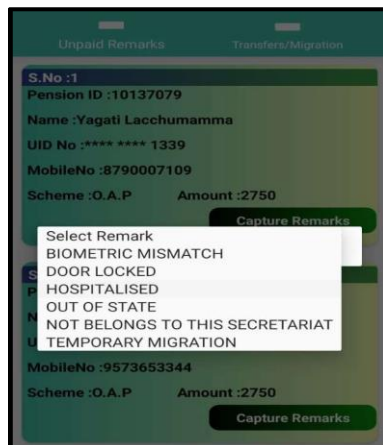 Unpaid Remarks
Transfers/Migration
S.No :1
Pension ID :10137079
Name :Yagati Lacchumamma
UID No :**** **** 1339
MobileNo :8790007109
Scheme :O.A.P Amount :2750
Capture Remarks
Select Remark
BIOMETRIC MISMATCH
DOOR LOCKED
HOSPITALISED
OUT OF STATE
NOT BELONGS TO THIS SECRETARIAT
TEMPORARY MIGRATION
MobileNo :9573653344
Scheme :O.A.P Amount :2750
Capture Remarks